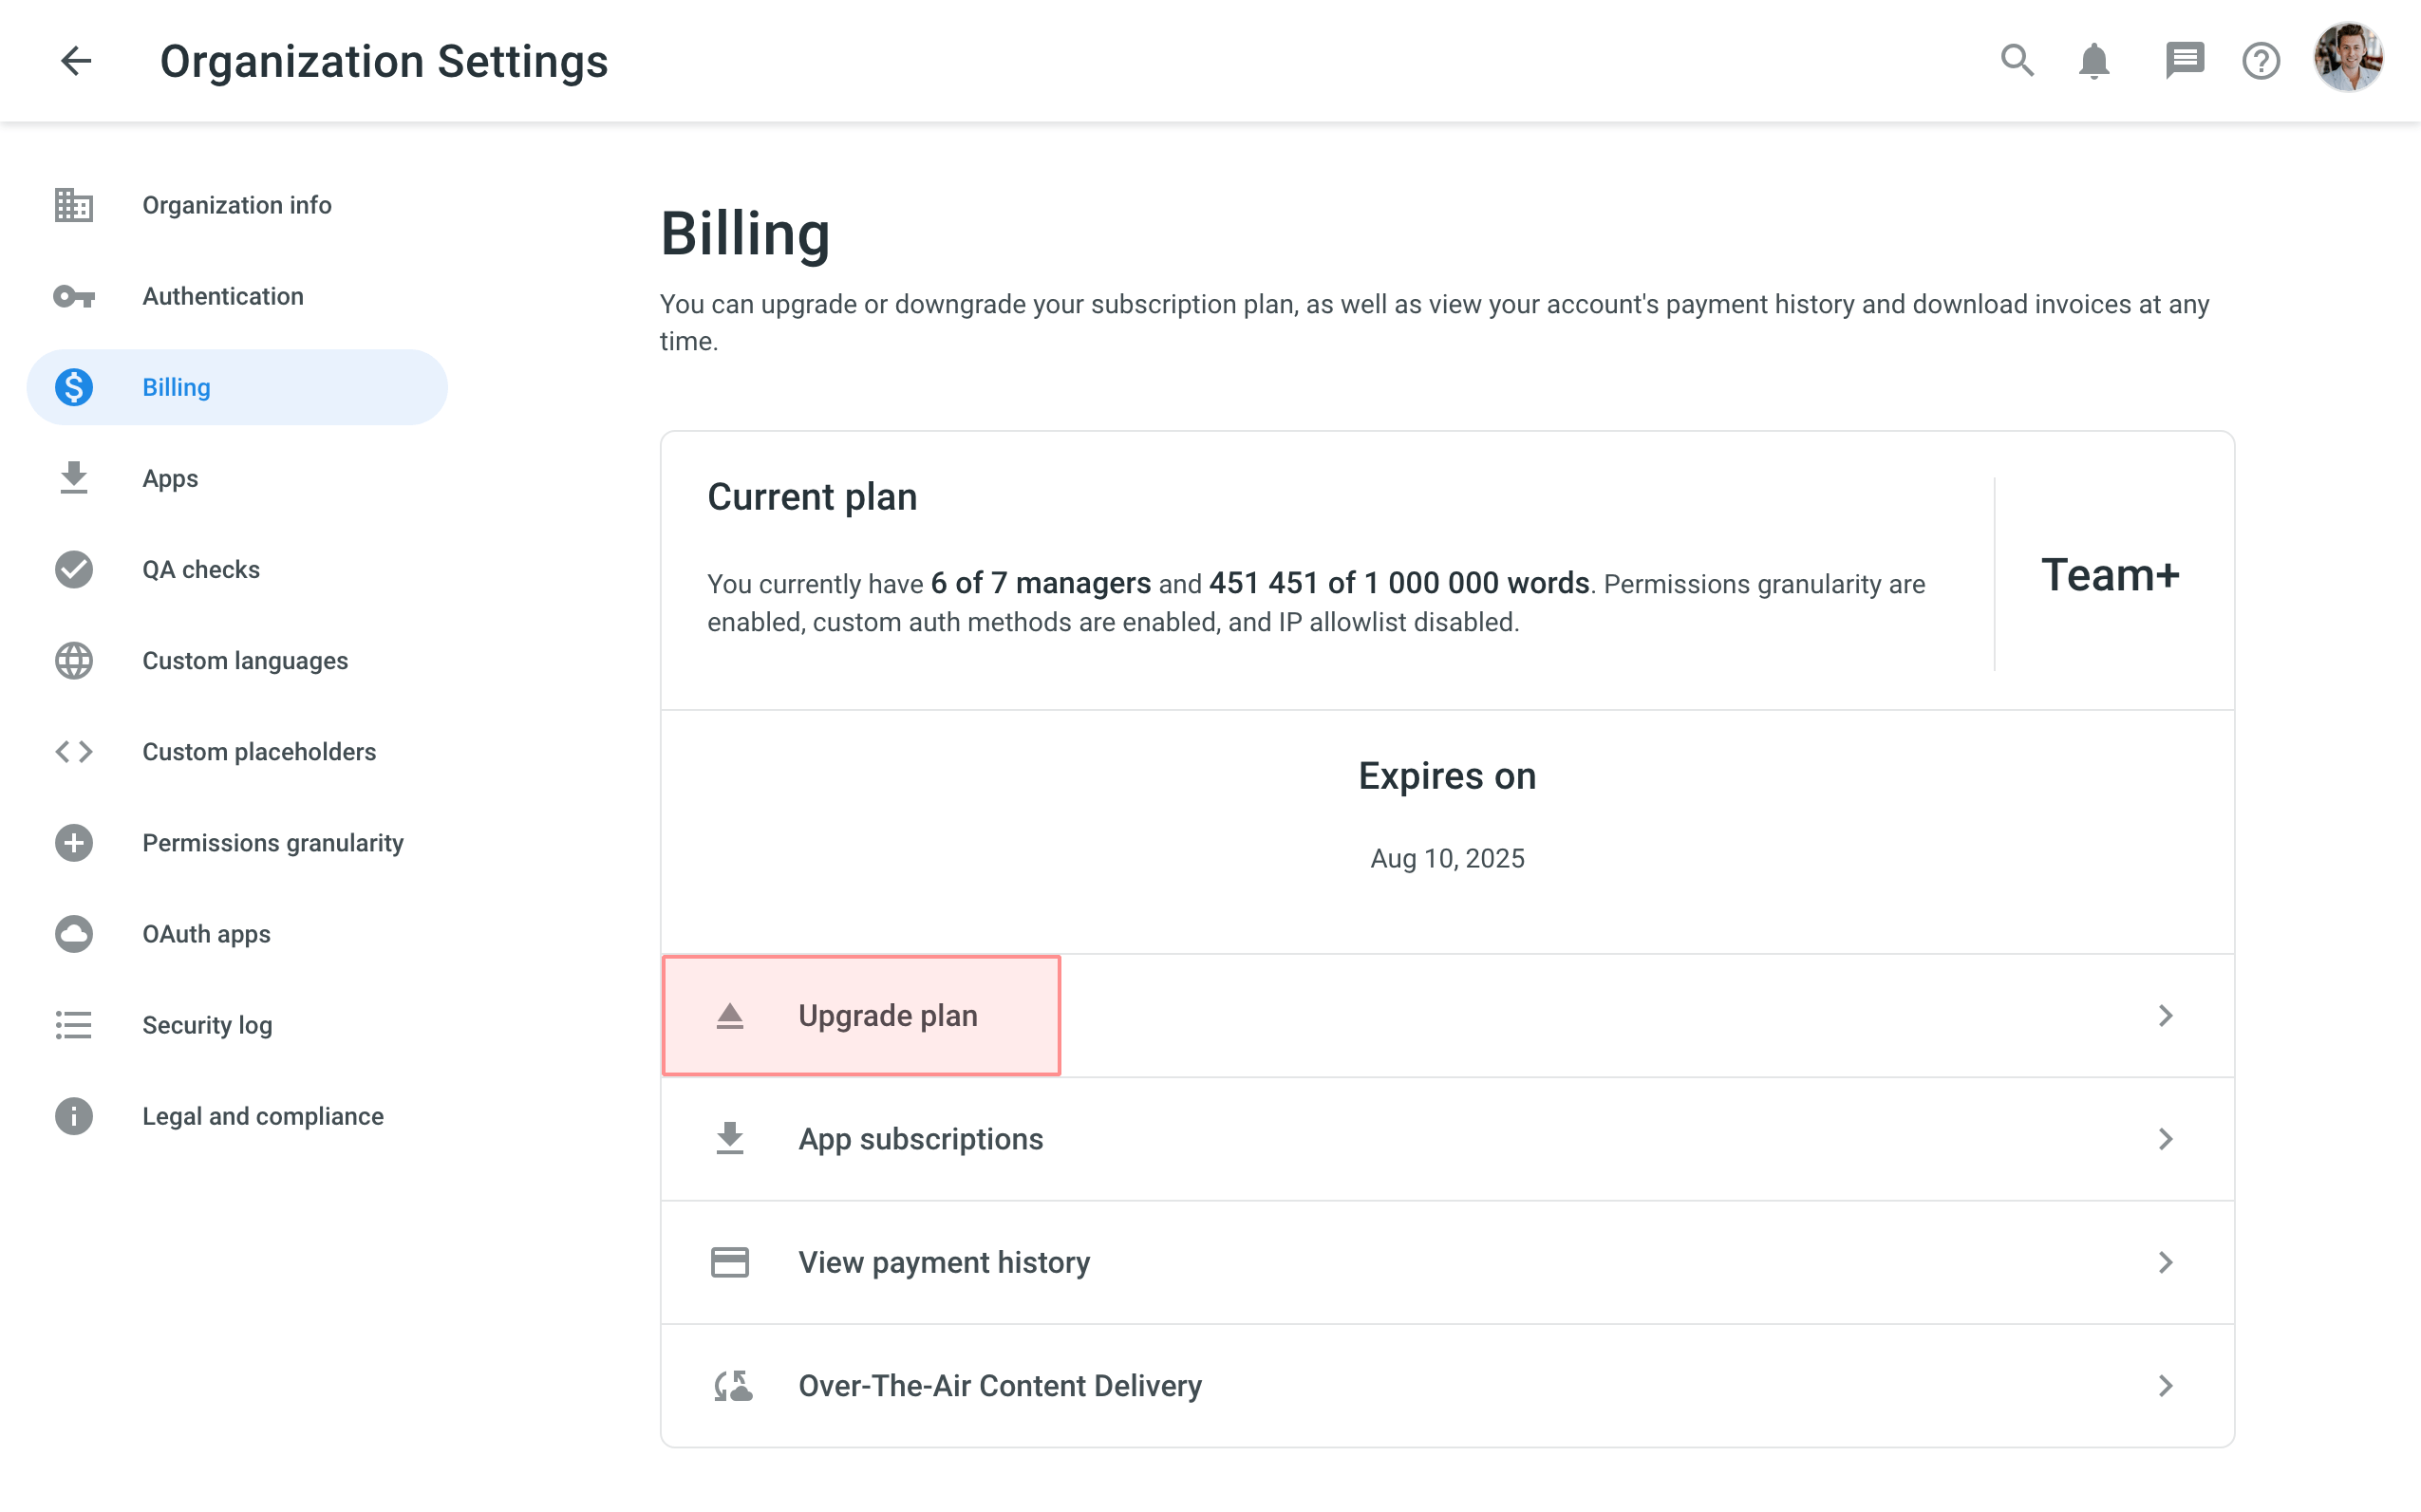 Organization Settings
Organization info
Authentication
Billing
Apps
QA checks
Custom languages
Custom placeholders
Permissions granularity
OAuth apps
Security log
Legal and compliance
Billing
You can upgrade or downgrade your subscription plan, as well as view your account's payment history and download invoices at any
time.
Current plan
You currently have 6 of 7 managers and 451 451 of 1 000 000 words. Permissions granularity are
enabled, custom auth methods are enabled, and IP allowlist disabled.
Team+
Expires on
Aug 10, 2025
Upgrade plan
App subscriptions
View payment history
Over-The-Air Content Delivery